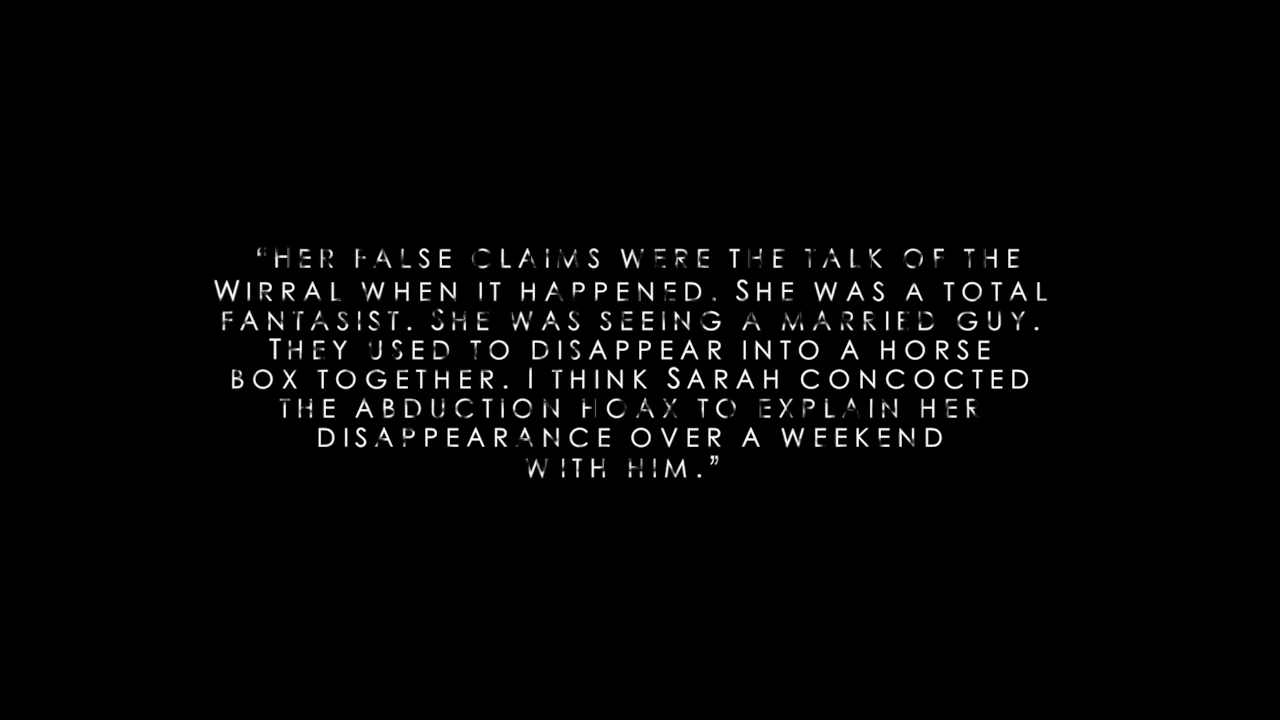 “Her false claims were the talk of the
Wirral when it happened. She was a total
fantasist. She was seeing a married guy.
They used to disappear into a horse
box together. I think Sarah concocted
the abduction hoax to explain her
disappearance over a weekend
with him.”